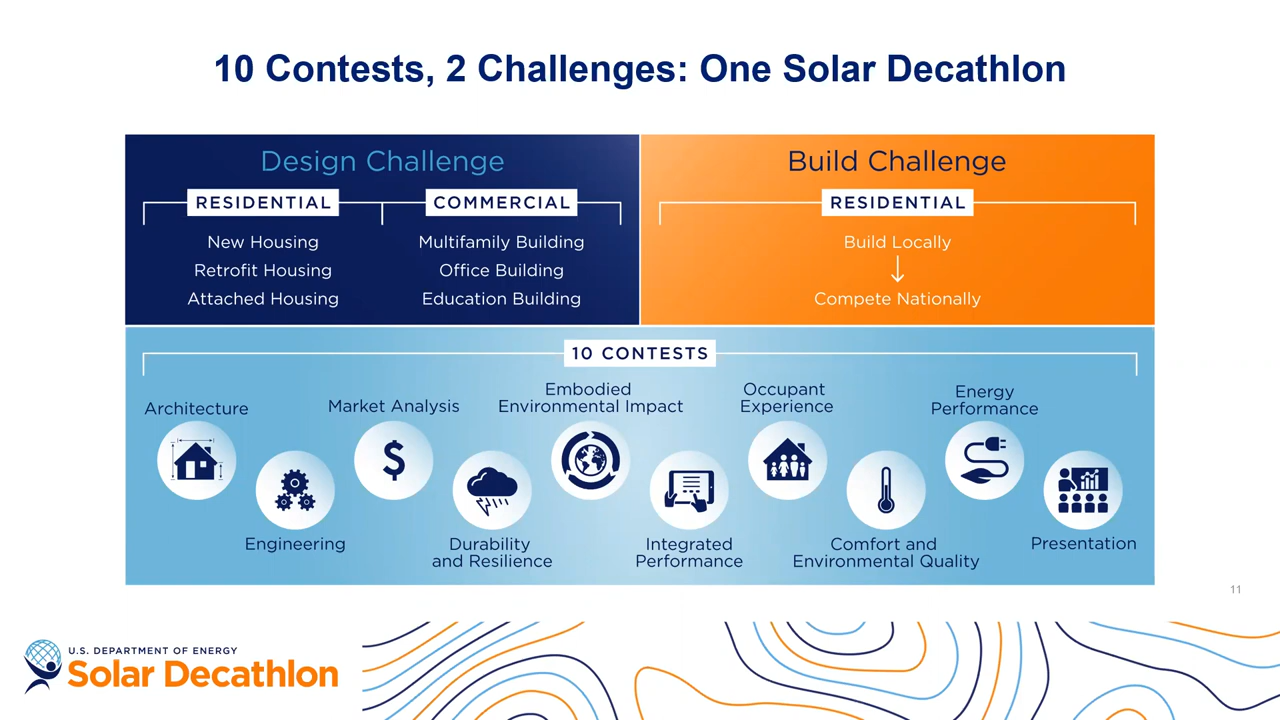 10 Contests, 2 Challenges: One Solar Decathlon
Design Challenge
RESIDENTIAL
New Housing
Retrofit Housing
Attached Housing
COMMERCIAL
Multifamily Building
Office Building
Education Building
Build Challenge
RESIDENTIAL
Build Locally
Compete Nationally
10 CONTESTS
Architecture
Engineering
Market Analysis
$
Durability
and Resilience
Embodied
Environmental Impact
Integrated
Performance
Occupant
Experience
Comfort and
Environmental Quality
Energy
Performance
Presentation
11
U.S. DEPARTMENT OF ENERGY
Solar Decathlon